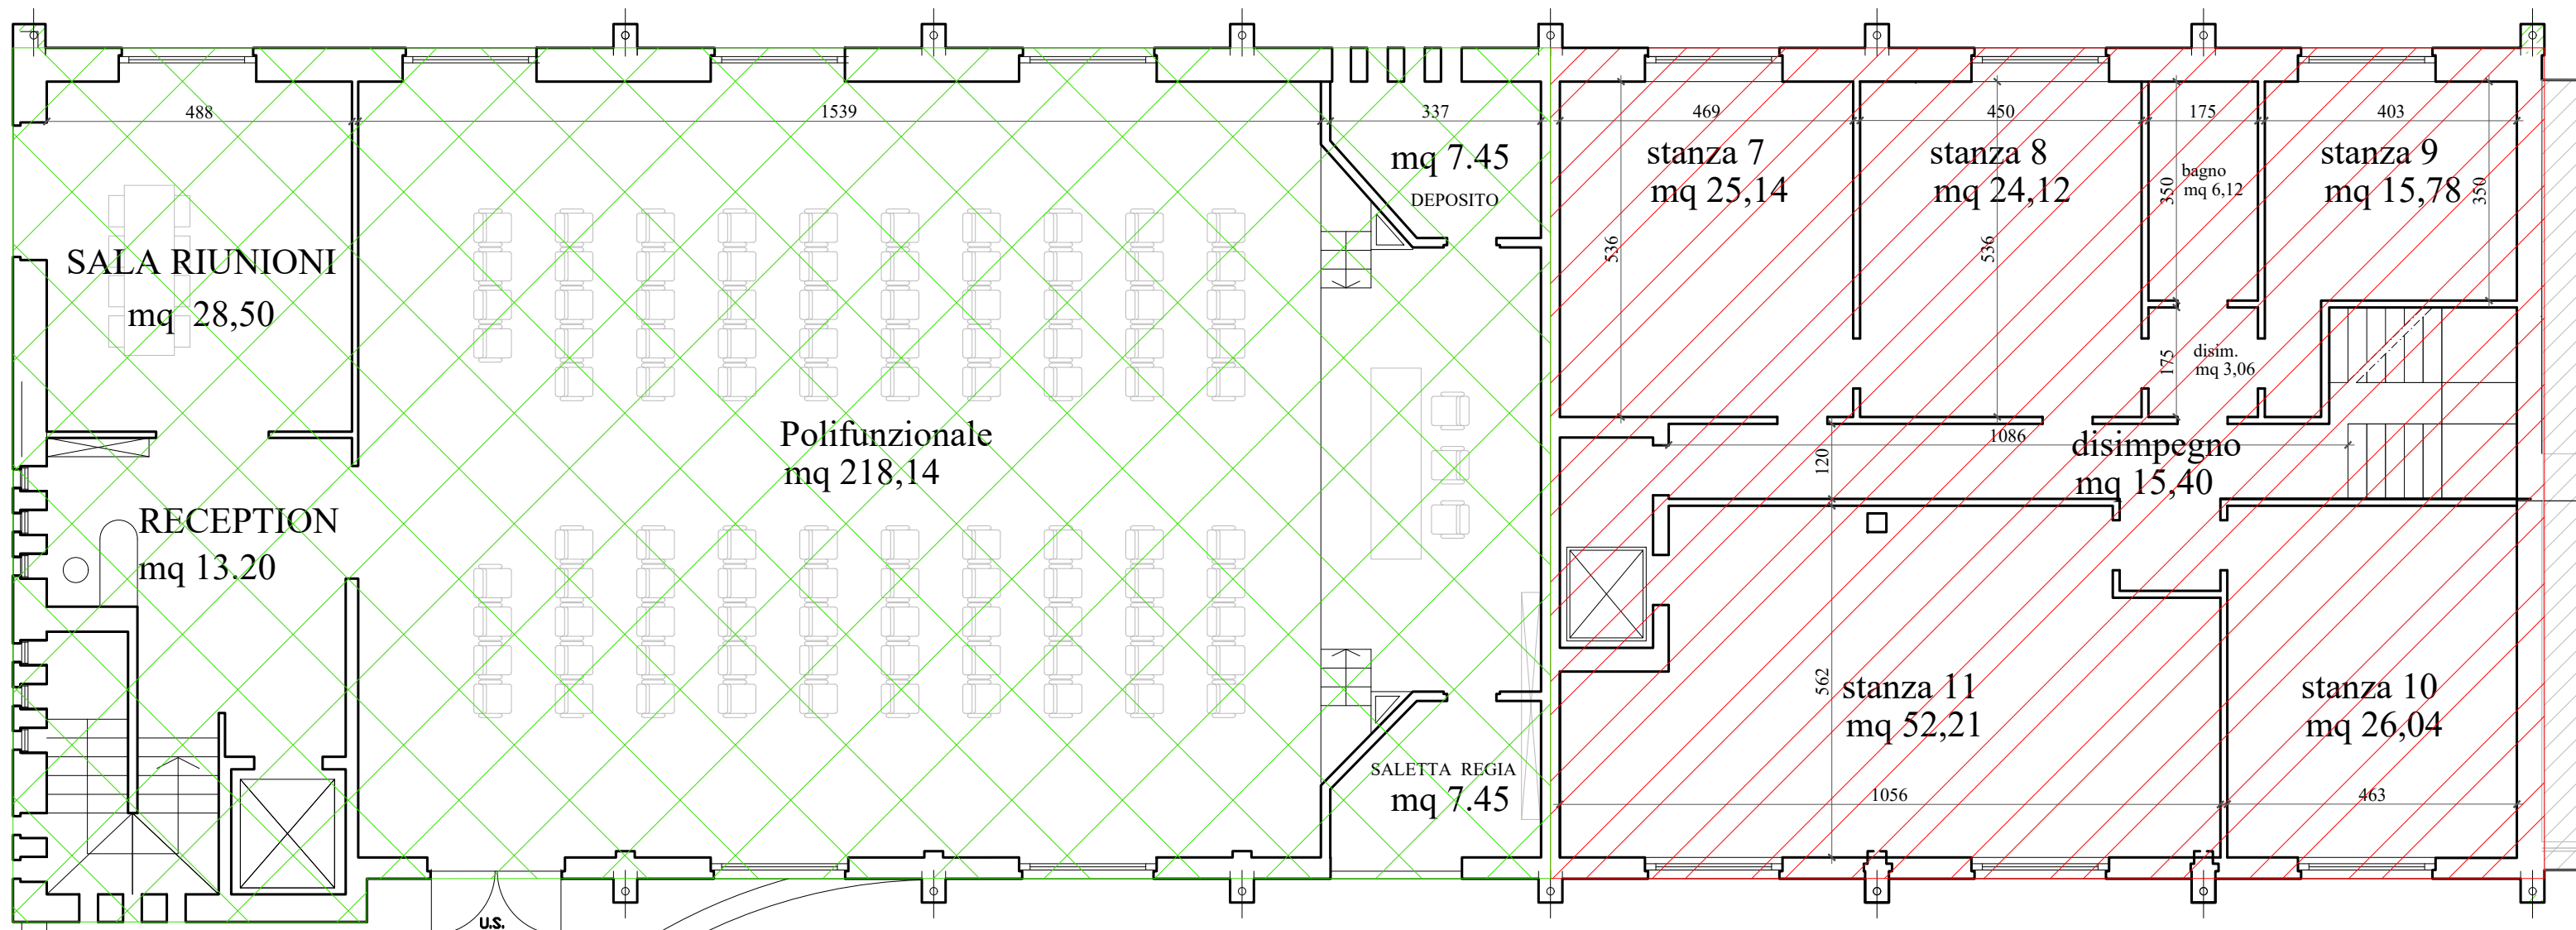 488
1539
337
469
450
175
403
mq 7.45
DEPOSITO
stanza 7
mq 25,14
stanza 8
mq 24,12
bagno
mq 6,12
350
stanza 9
mq 15,78
350
536
536
SALA RIUNIONI
mq 28,50
disim.
mq 3,06
175
Polifunzionale
mq 218,14
1086
120
disimpegno
mq 15,40
RECEPTION
mq 13.20
562
stanza 11
mq 52,21
stanza 10
mq 26,04
SALETTA REGIA
mq 7.45
1056
463
U.S.